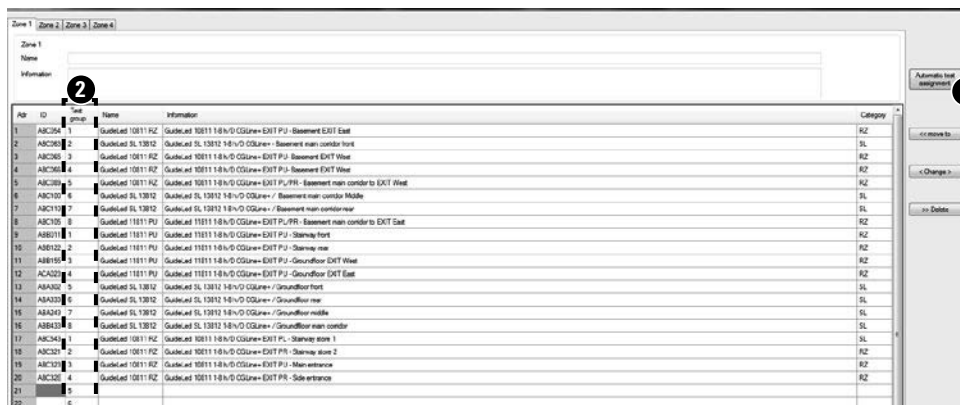 Zone 1 Zone 2 Zone 3 Zone 4
Zone 1
Name
Information
2
Automatic test
assignment
<< move to
< Change >
>> Delete
Adr ID Test group Name Information Category
1 ABC064 1 GuideLed 10811 RZ GuideLed 10811 1-8 h/D CGLine+ EXIT PU - Basement EXIT East RZ
2 ABC063 2 GuideLed SL 13812 GuideLed SL 13812 1-8 h/D CGLine+ - Basement main corridor front SL
3 ABC065 3 GuideLed 10811 RZ GuideLed 10811 1-8 h/D CGLine+ EXIT PU- Basement EXIT West RZ
4 4 GuideLed 10811 RZ GuideLed 10811 1-8 h/D CGLine+ EXIT PU- Basement EXIT West RZ
5 ABC089 5 GuideLed 10811 RZ GuideLed 10811 1-8 h/D CGLine+ EXIT PL/PR - Basement main corridor to EXIT West RZ
6 ABC100 6 GuideLed SL 13812 GuideLed SL 13812 1-8 h/D CGLine+ / Basement main corridor Middle SL
7 ABC110 7 GuideLed SL 13812 GuideLed SL 13812 1-8 h/D CGLine+ / Basement main corridor rear SL
8 ABC105 8 GuideLed 11811 PU GuideLed 11811 1-8 h/D CGLine+ EXIT PL/PR - Basement main corridor to EXIT East RZ
9 ABB011 1 GuideLed 11811 PU GuideLed 11811 1-8 h/D CGLine+ EXIT PU - Stairway front RZ
10 ABB122 2 GuideLed 11811 PU GuideLed 11811 1-8 h/D CGLine+ EXIT PU - Stairway rear RZ
11 ABB155 3 GuideLed 11811 PU GuideLed 11811 1-8 h/D CGLine+ EXIT PU -Groundfloor EXIT West RZ
12 ACA023 4 GuideLed 11811 PU GuideLed 11811 1-8 h/D CGLine+ EXIT PU -Groundfloor EXIT East RZ
13 ABA302 5 GuideLed SL 13812 GuideLed SL 13812 1-8 h/D CGLine+ / Groundfloor front SL
14 ABA333 6 GuideLed SL 13812 GuideLed SL 13812 1-8 h/D CGLine+ / Groundfloor rear SL
15 ABA243 7 GuideLed SL 13812 GuideLed SL 13812 1-8 h/D CGLine+ / Groundfloor middle SL
16 ABB433 8 GuideLed SL 13812 GuideLed SL 13812 1-8 h/D CGLine+ / Groundfloor main corridor SL
17 ABC543 1 GuideLed 10811 RZ GuideLed 10811 1-8 h/D CGLine+ EXIT PL - Stairway store 1 SL
18 ABC321 2 GuideLed 10811 RZ GuideLed 10811 1-8 h/D CGLine+ EXIT PR - Stairway store 2 RZ
19 ABC323 3 GuideLed 10811 RZ GuideLed 10811 1-8 h/D CGLine+ EXIT PU - Main entrance RZ
20 ABC325 4 GuideLed 10811 RZ GuideLed 10811 1-8 h/D CGLine+ EXIT PR - Side entrance RZ
21 5
22 6